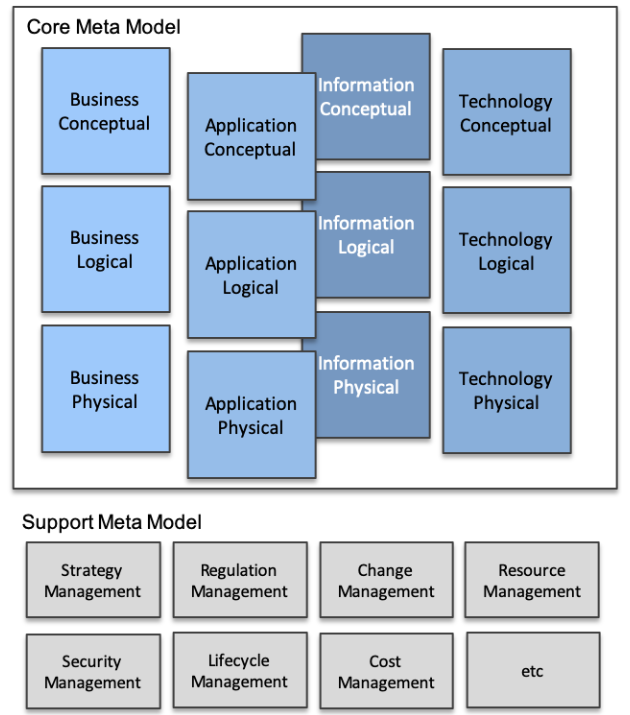 Core Meta Model
Business
Conceptual
Application
Conceptual
Information
Conceptual
Technology
Conceptual
Business
Logical
Application
Logical
Information
Logical
Technology
Logical
Business
Physical
Application
Physical
Information
Physical
Technology
Physical
Support Meta Model
Strategy
Management
Regulation
Management
Change
Management
Resource
Management
Security
Management
Lifecycle
Management
Cost
Management
etc